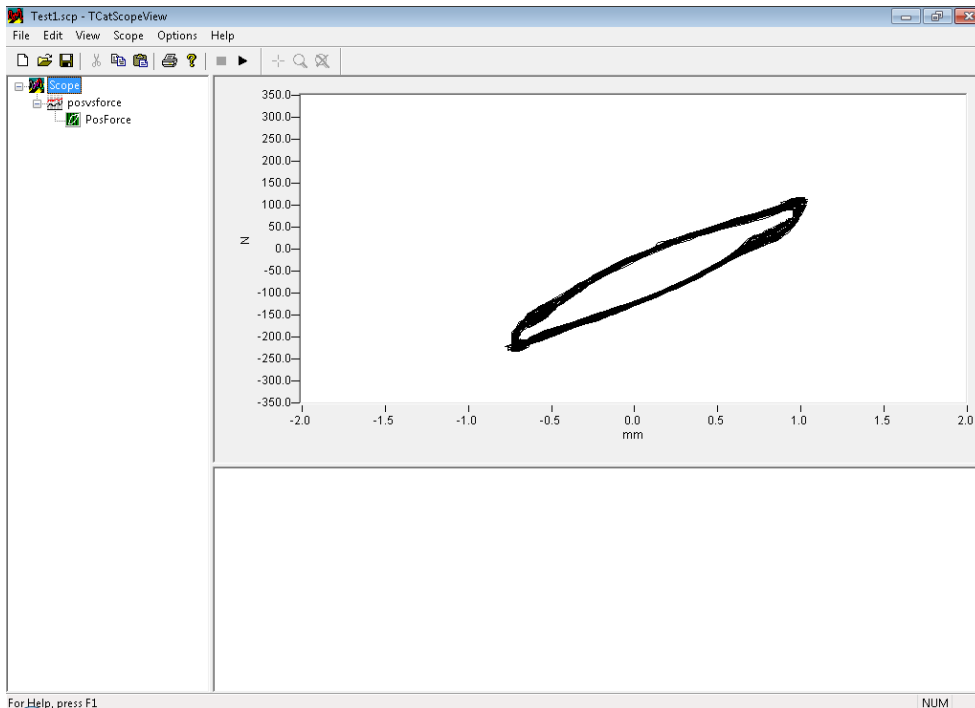 Test1.scp - TCatScopeView
File Edit View Scope Options Help
Scope
posvsforce
PosForce
350.0
300.0
250.0
200.0
150.0
100.0
50.0
N
0.0
-50.0
-100.0
-150.0
-200.0
-250.0
-300.0
-350.0
-2.0 -1.5 -1.0 -0.5 0.0 0.5 1.0 1.5 2.0
mm
For Help, press F1 NUM